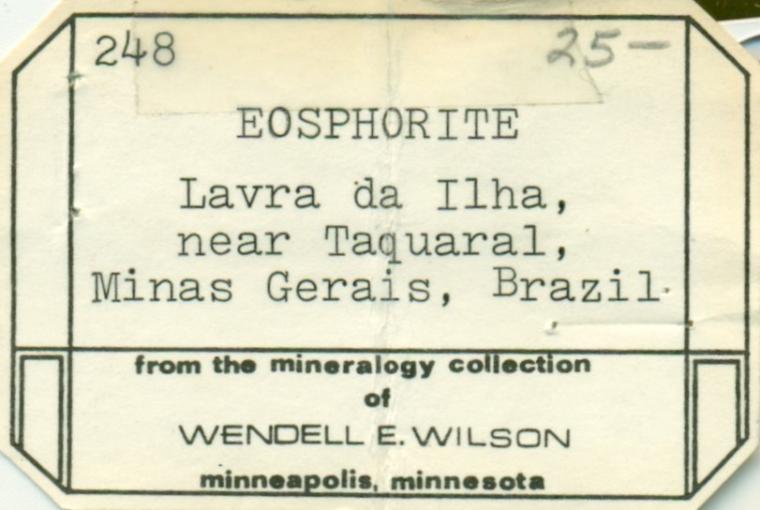 248 25—
EOSPHORITE
Lavra da Ilha,
near Taquaral,
Minas Gerais, Brazil
from the mineralogy collection
of
WENDELL E. WILSON
minneapolis, minnesota